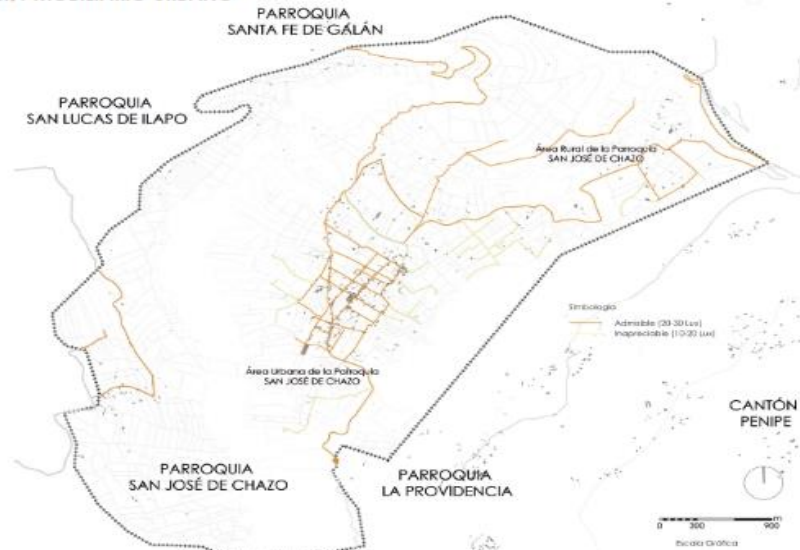 PARROQUIA
SANTA FE DE GALÁN
PARROQUIA
SAN LUCAS DE ILAPO
Área Rural de la Parroquia
SAN JOSÉ DE CHAZO
Simbología
Admisible (20-30 Lux)
Inapreciable (10-20 Lux)
Área Urbana de la Parroquia
SAN JOSÉ DE CHAZO
CANTÓN
PENIPE
PARROQUIA
SAN JOSÉ DE CHAZO
PARROQUIA
LA PROVIDENCIA
m
0 300 900
Escala Gráfica